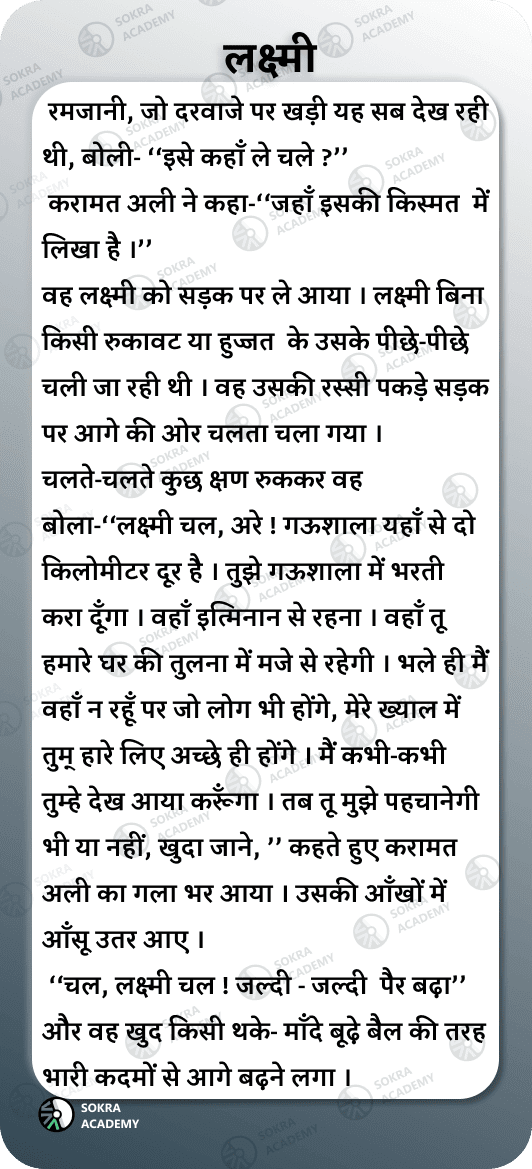 लक्ष्मी
रमजानी, जो दरवाजे पर खड़ी यह सब देख रही
थी, बोली- ‘‘इसे कहाँ ले चले ?’’
करामत अली ने कहा-‘‘जहाँ इसकी किस्मत में
लिखा है ।’’
वह लक्ष्मी को सड़क पर ले आया । लक्ष्मी बिना
किसी रुकावट या हुज्जत के उसके पीछे-पीछे
चली जा रही थी । वह उसकी रस्सी पकड़े सड़क
पर आगे की ओर चलता चला गया ।
चलते-चलते कुछ क्षण रुककर वह
बोला-‘‘लक्ष्मी चल, अरे ! गऊशाला यहाँ से दो
किलोमीटर दूर है । तुझे गऊशाला में भरती
करा दूँगा । वहाँ इत्मिनान से रहना । वहाँ तू
हमारे घर की तुलना में मजे से रहेगी । भले ही मैं
वहाँ न रहूँ पर जो लोग भी होंगे, मेरे ख्याल में
तुम् हारे लिए अच्छे ही होंगे । मैं कभी-कभी
तुम्हे देख आया करूँगा । तब तू मुझे पहचानेगी
भी या नहीं, खुदा जाने, ’’ कहते हुए करामत
अली का गला भर आया । उसकी आँखों में
आँसू उतर आए ।
‘‘चल, लक्ष्मी चल ! जल्दी - जल्दी पैर बढ़ा’’
और वह खुद किसी थके- माँदे बूढ़े बैल की तरह
भारी कदमों से आगे बढ़ने लगा ।
SOKRA
ACADEMY